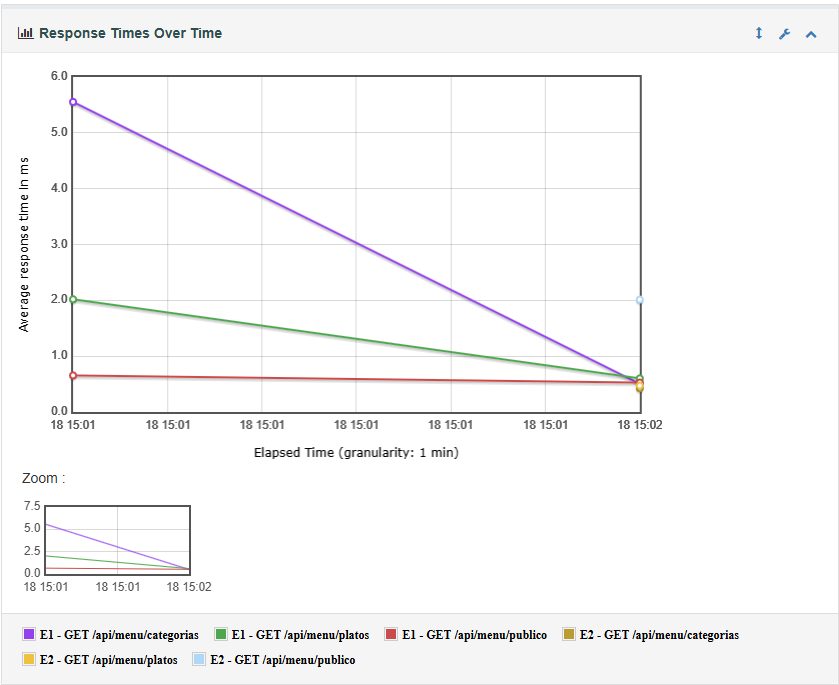 Response Times Over Time
6.0
5.0
4.0
3.0
2.0
1.0
0.0
Average response time in ms
18 15:01 18 15:01 18 15:01 18 15:01 18 15:01 18 15:01 18 15:02
Elapsed Time (granularity: 1 min)
Zoom :
7.5
5.0
2.5
0.0
18 15:01 18 15:01 18 15:02
E1 - GET /api/menu/categorias E1 - GET /api/menu/platos E1 - GET /api/menu/publico E2 - GET /api/menu/categorias
E2 - GET /api/menu/platos E2 - GET /api/menu/publico